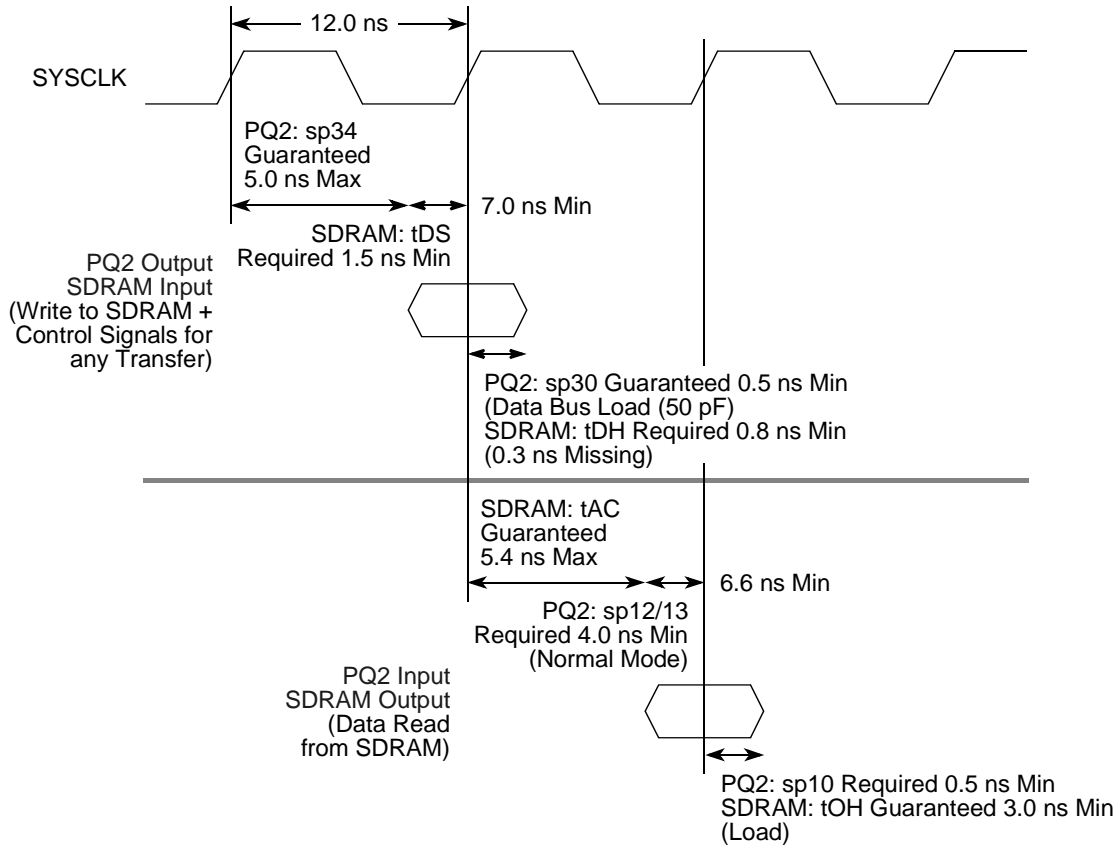 12.0 ns
SYSCLK
PQ2: sp34
Guaranteed
5.0 ns Max
7.0 ns Min
SDRAM: tDS
Required 1.5 ns Min
PQ2 Output
SDRAM Input
(Write to SDRAM +
Control Signals for
any Transfer)
PQ2: sp30 Guaranteed 0.5 ns Min
(Data Bus Load (50 pF)
SDRAM: tDH Required 0.8 ns Min
(0.3 ns Missing)
SDRAM: tAC
Guaranteed
5.4 ns Max
6.6 ns Min
PQ2: sp12/13
Required 4.0 ns Min
(Normal Mode)
PQ2 Input
SDRAM Output
(Data Read
from SDRAM)
PQ2: sp10 Required 0.5 ns Min
SDRAM: tOH Guaranteed 3.0 ns Min
(Load)